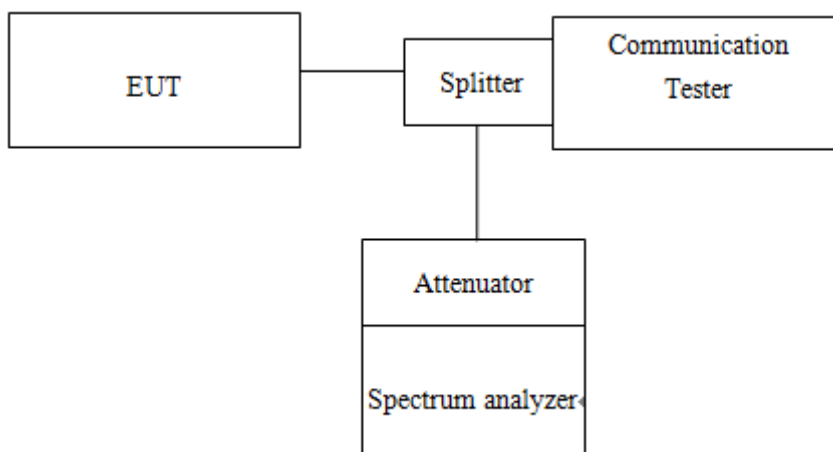 EUT
Splitter
Communication
Tester
Attenuator
Spectrum analyzer